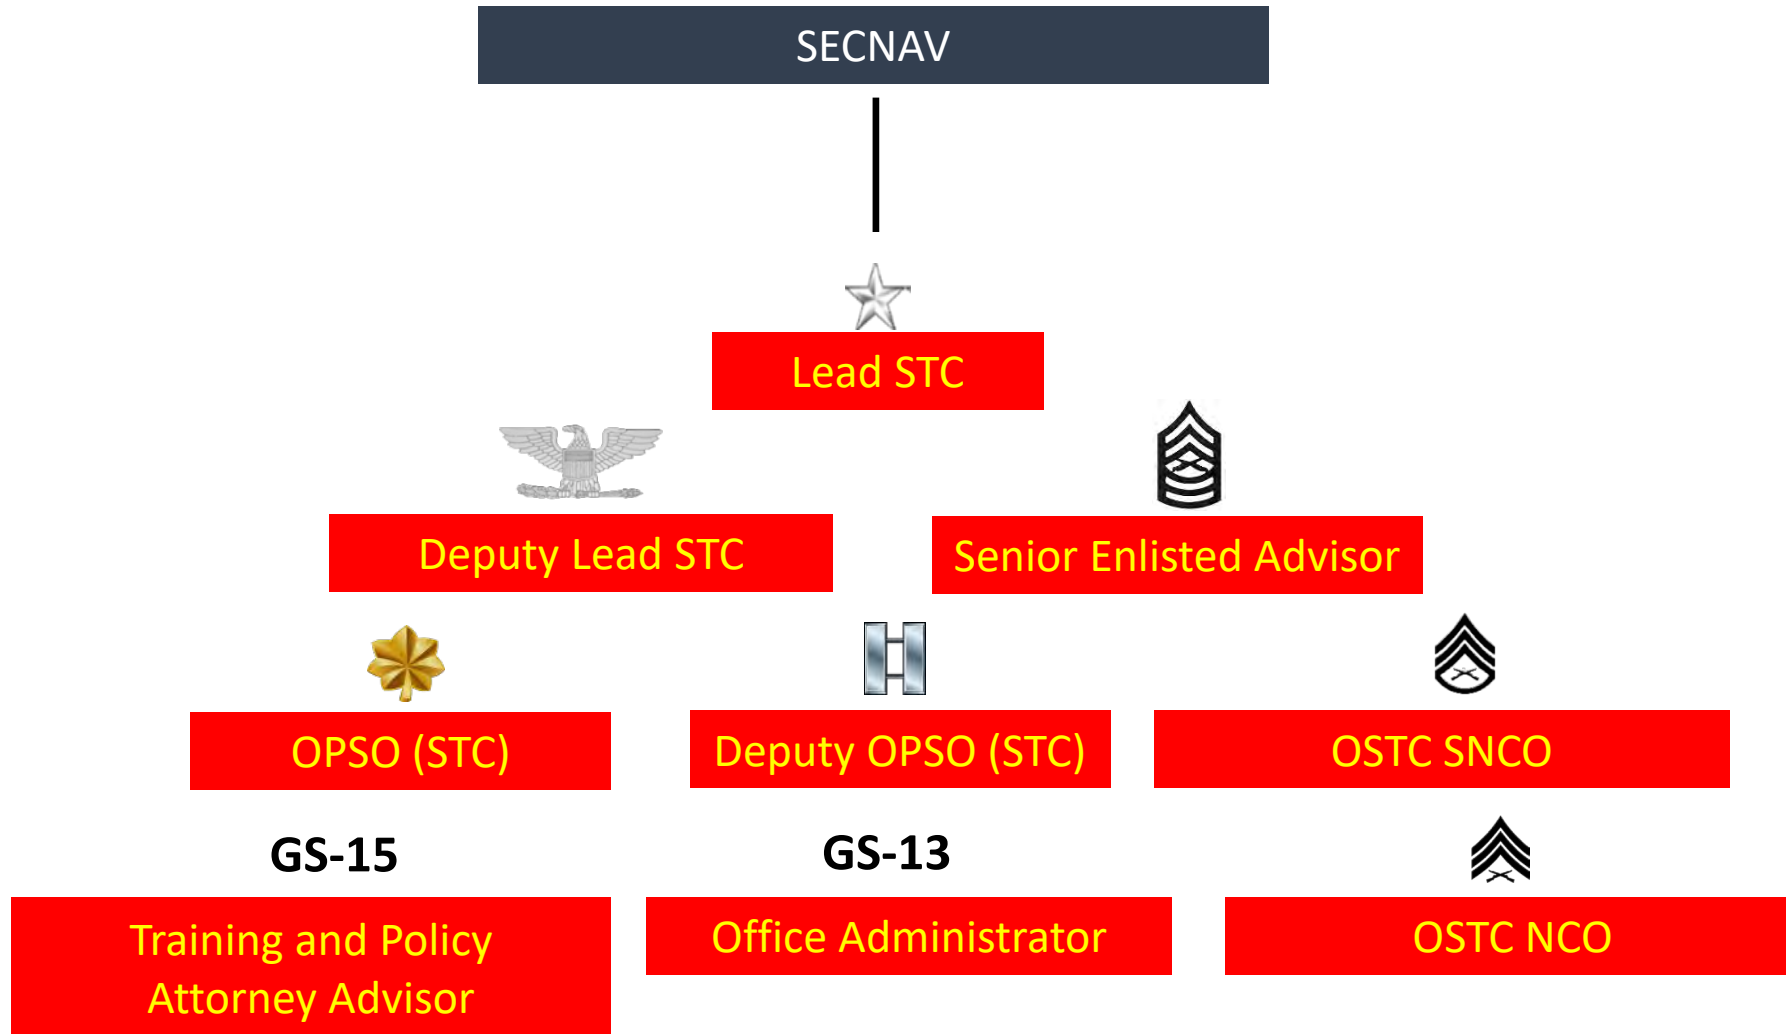 SECNAV
Lead STC
Deputy Lead STC
Senior Enlisted Advisor
OPSO (STC)
Deputy OPSO (STC)
OSTC SNCO
GS-15
GS-13
Training and Policy
Attorney Advisor
Office Administrator
OSTC NCO